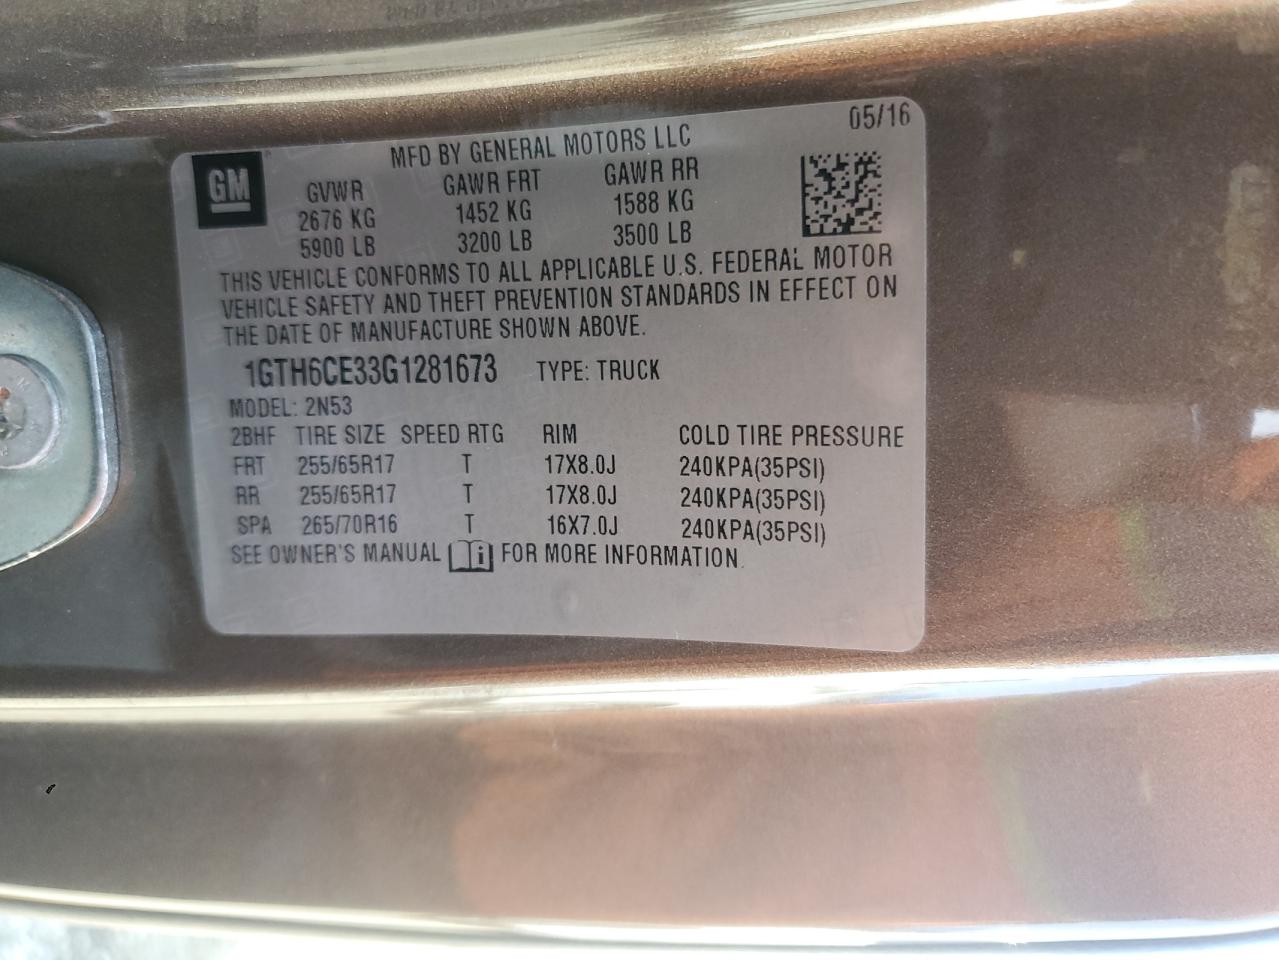 05/16
MFD BY GENERAL MOTORS LLC
GM
GVWR GAWR FRT GAWR RR
2676 KG 1452 KG 1588 KG
5900 LB 3200 LB 3500 LB
THIS VEHICLE CONFORMS TO ALL APPLICABLE U.S. FEDERAL MOTOR
VEHICLE SAFETY AND THEFT PREVENTION STANDARDS IN EFFECT ON
THE DATE OF MANUFACTURE SHOWN ABOVE.
1GTH6CE33G1281673 TYPE: TRUCK
MODEL: 2N53
2BHF TIRE SIZE SPEED RTG RIM COLD TIRE PRESSURE
FRT 255/65R17 T 17X8.0J 240KPA(35PSI)
RR 255/65R17 T 17X8.0J 240KPA(35PSI)
SPA 265/70R16 T 16X7.0J 240KPA(35PSI)
SEE OWNER'S MANUAL i FOR MORE INFORMATION.